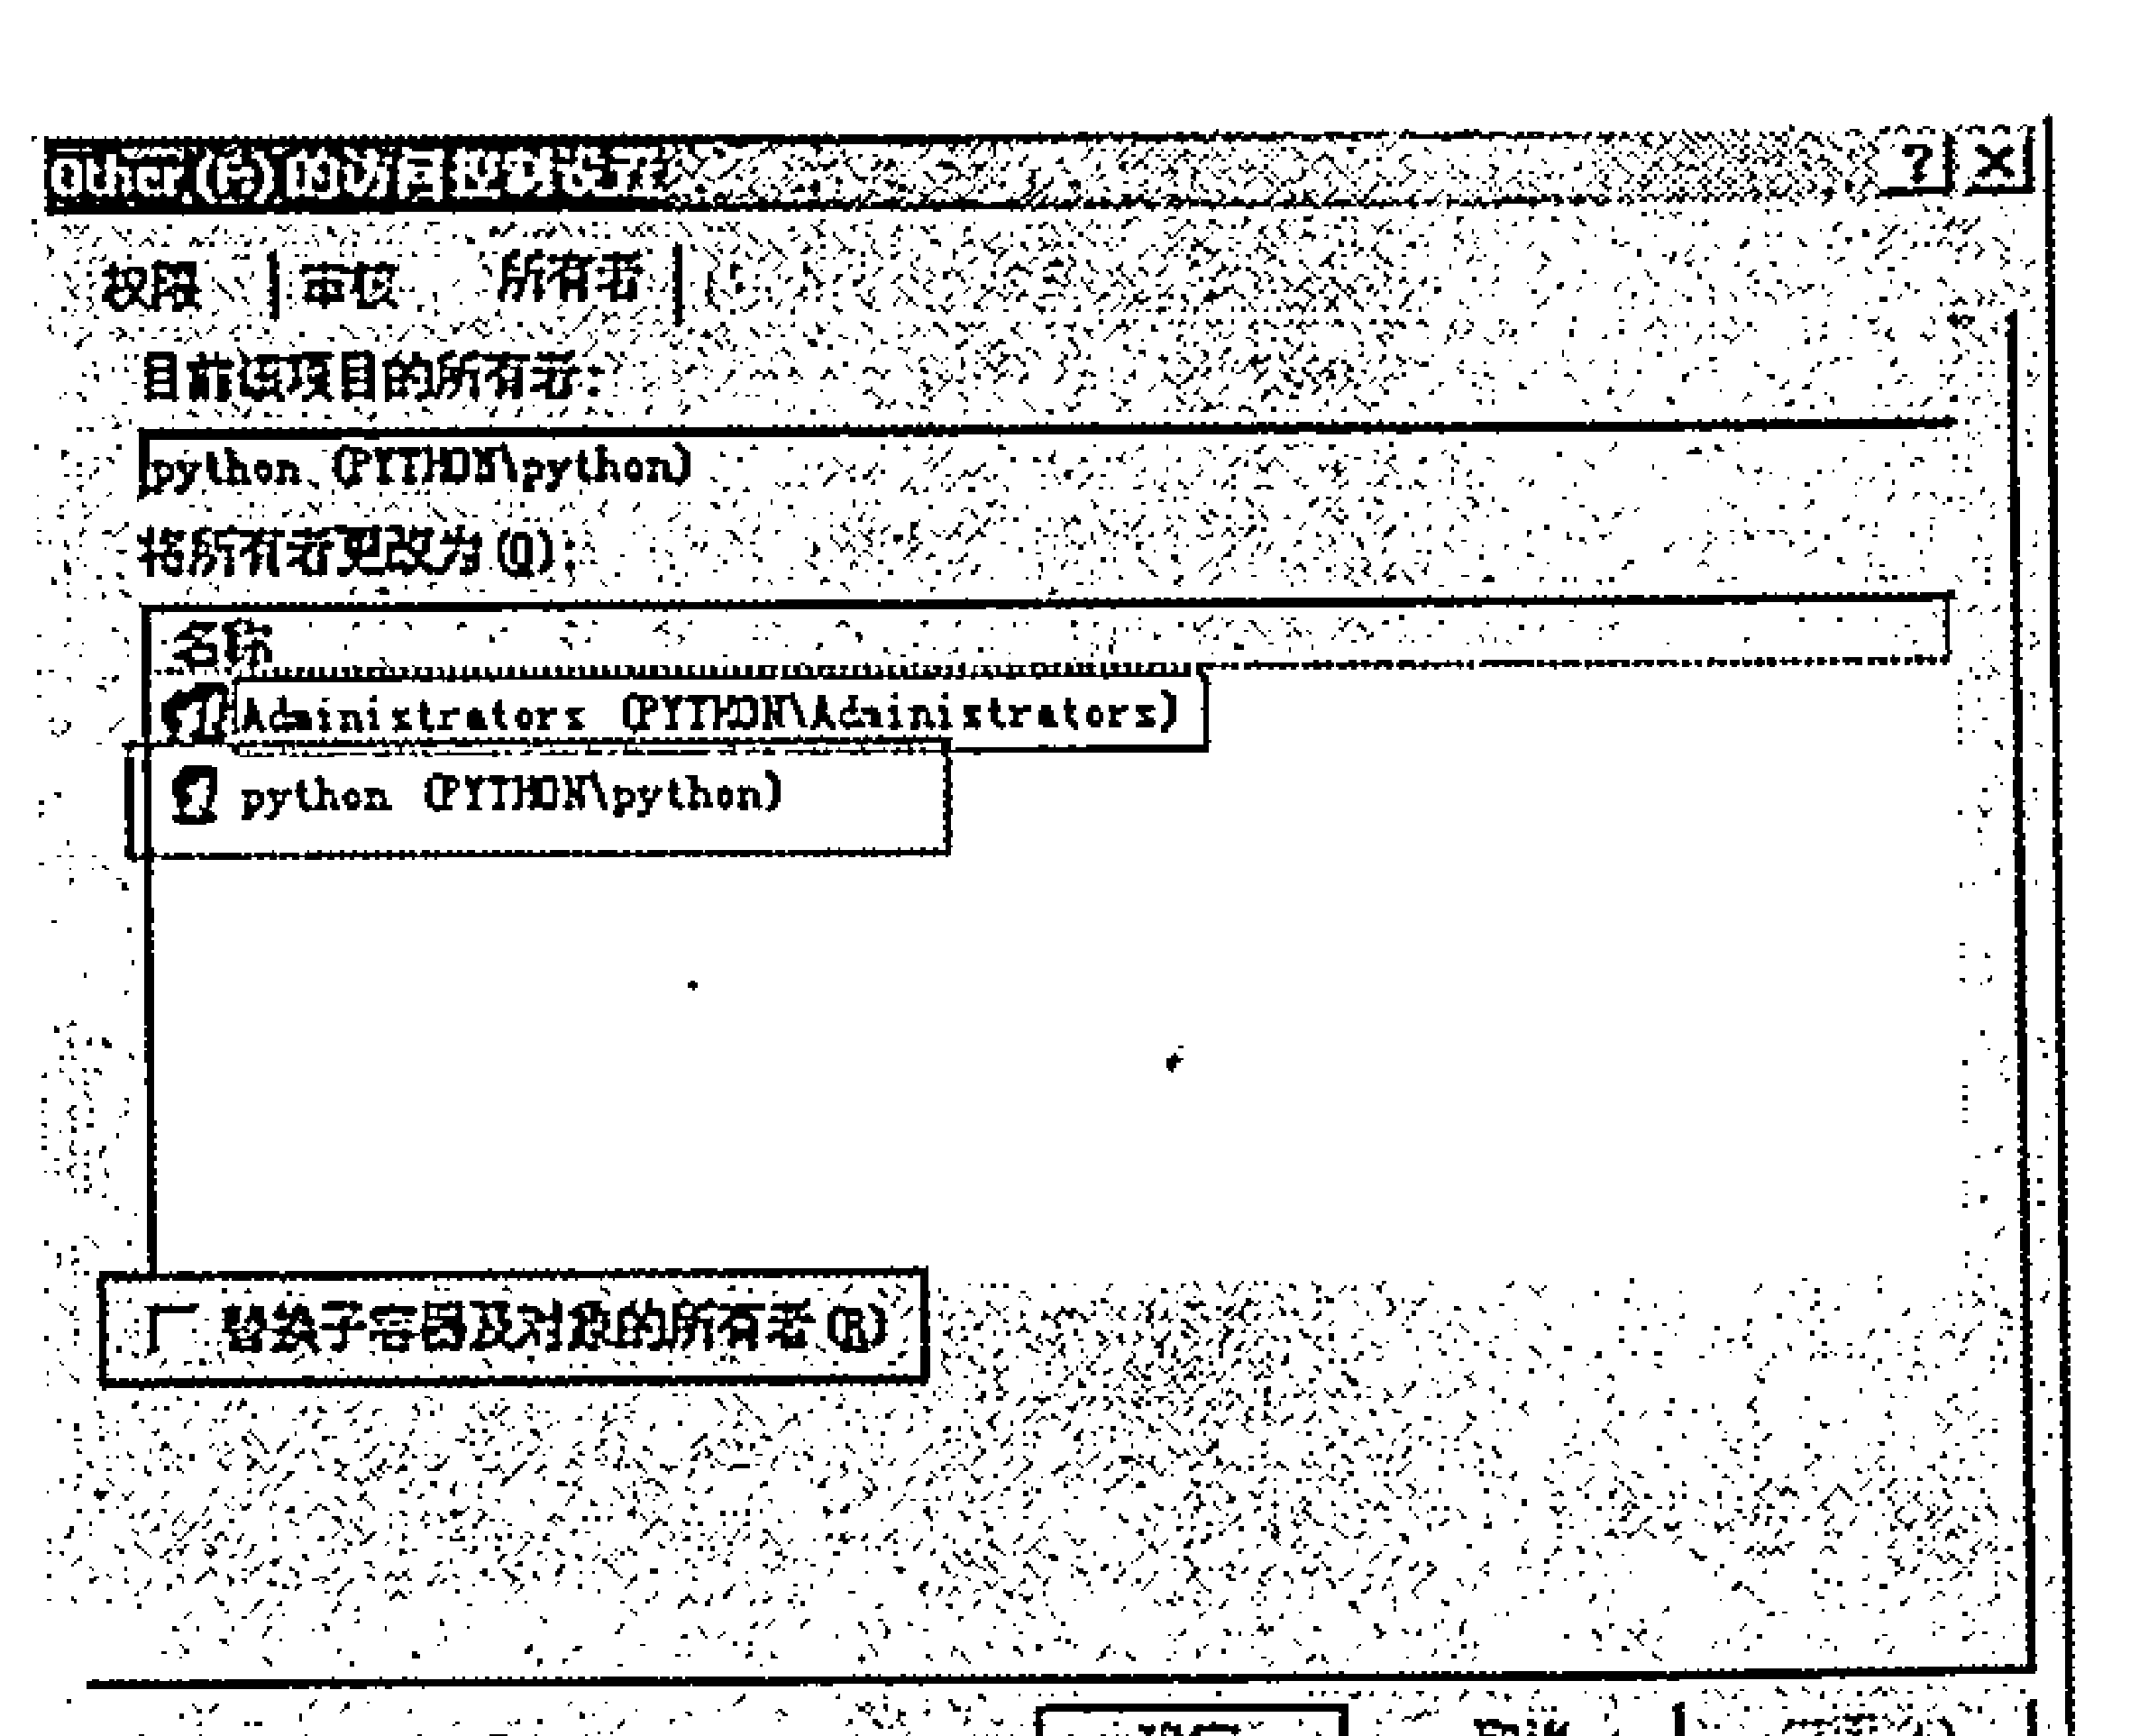 Other (F:) 的访问控制设置
权限 审核 所有者
目前该项目的所有者:
python (PYTHON\python)
将所有者更改为(O):
名称
Administrators (PYTHON\Administrators)
python (PYTHON\python)
替换子容器及对象的所有者(R)
取消